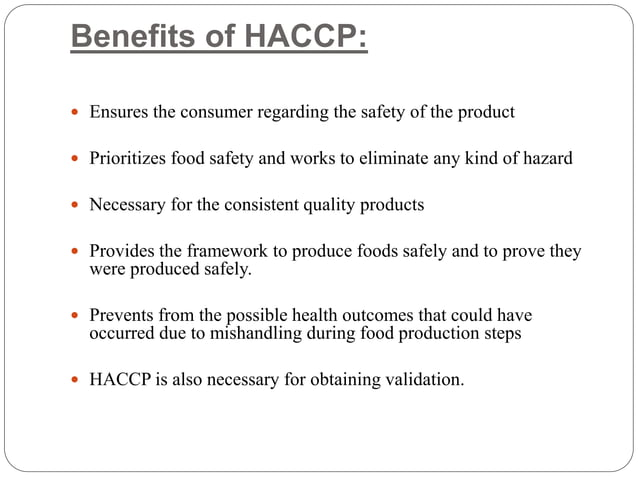 Benefits of HACCP:
• Ensures the consumer regarding the safety of the product
• Prioritizes food safety and works to eliminate any kind of hazard
• Necessary for the consistent quality products
• Provides the framework to produce foods safely and to prove they
were produced safely.
• Prevents from the possible health outcomes that could have
occurred due to mishandling during food production steps
• HACCP is also necessary for obtaining validation.